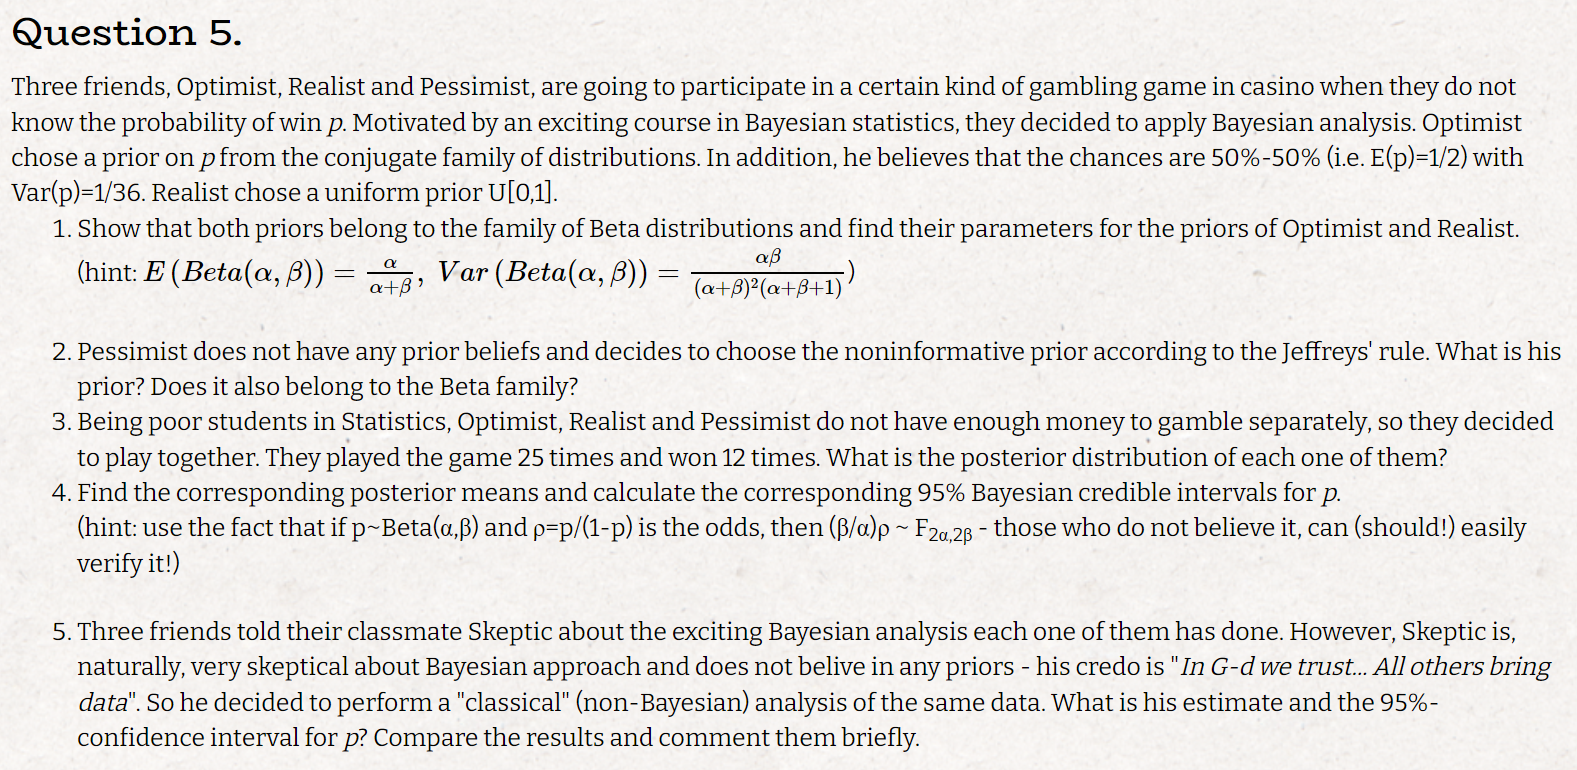 Question 5.
Three friends, Optimist, Realist and Pessimist, are going to participate in a certain kind of gambling game in casino when they do not
know the probability of win p. Motivated by an exciting course in Bayesian statistics, they decided to apply Bayesian analysis. Optimist
chose a prior on p from the conjugate family of distributions. In addition, he believes that the chances are 50%-50% (i.e. E(p)=1/2) with
Var(p)=1/36. Realist chose a uniform prior U[0,1].
1. Show that both priors belong to the family of Beta distributions and find their parameters for the priors of Optimist and Realist.
(hint: $E(Beta(\alpha,\beta)) = \frac{\alpha}{\alpha+\beta},\ Var(Beta(\alpha,\beta)) = \frac{\alpha\beta}{(\alpha+\beta)^2(\alpha+\beta+1)}$)
2. Pessimist does not have any prior beliefs and decides to choose the noninformative prior according to the Jeffreys' rule. What is his
prior? Does it also belong to the Beta family?
3. Being poor students in Statistics, Optimist, Realist and Pessimist do not have enough money to gamble separately, so they decided
to play together. They played the game 25 times and won 12 times. What is the posterior distribution of each one of them?
4. Find the corresponding posterior means and calculate the corresponding 95% Bayesian credible intervals for p.
(hint: use the fact that if p~Beta(α,β) and ρ=p/(1-p) is the odds, then (β/α)ρ ~ F₂α,₂β - those who do not believe it, can (should!) easily
verify it!)
5. Three friends told their classmate Skeptic about the exciting Bayesian analysis each one of them has done. However, Skeptic is,
naturally, very skeptical about Bayesian approach and does not belive in any priors - his credo is "In G-d we trust... All others bring
data". So he decided to perform a "classical" (non-Bayesian) analysis of the same data. What is his estimate and the 95%-
confidence interval for p? Compare the results and comment them briefly.